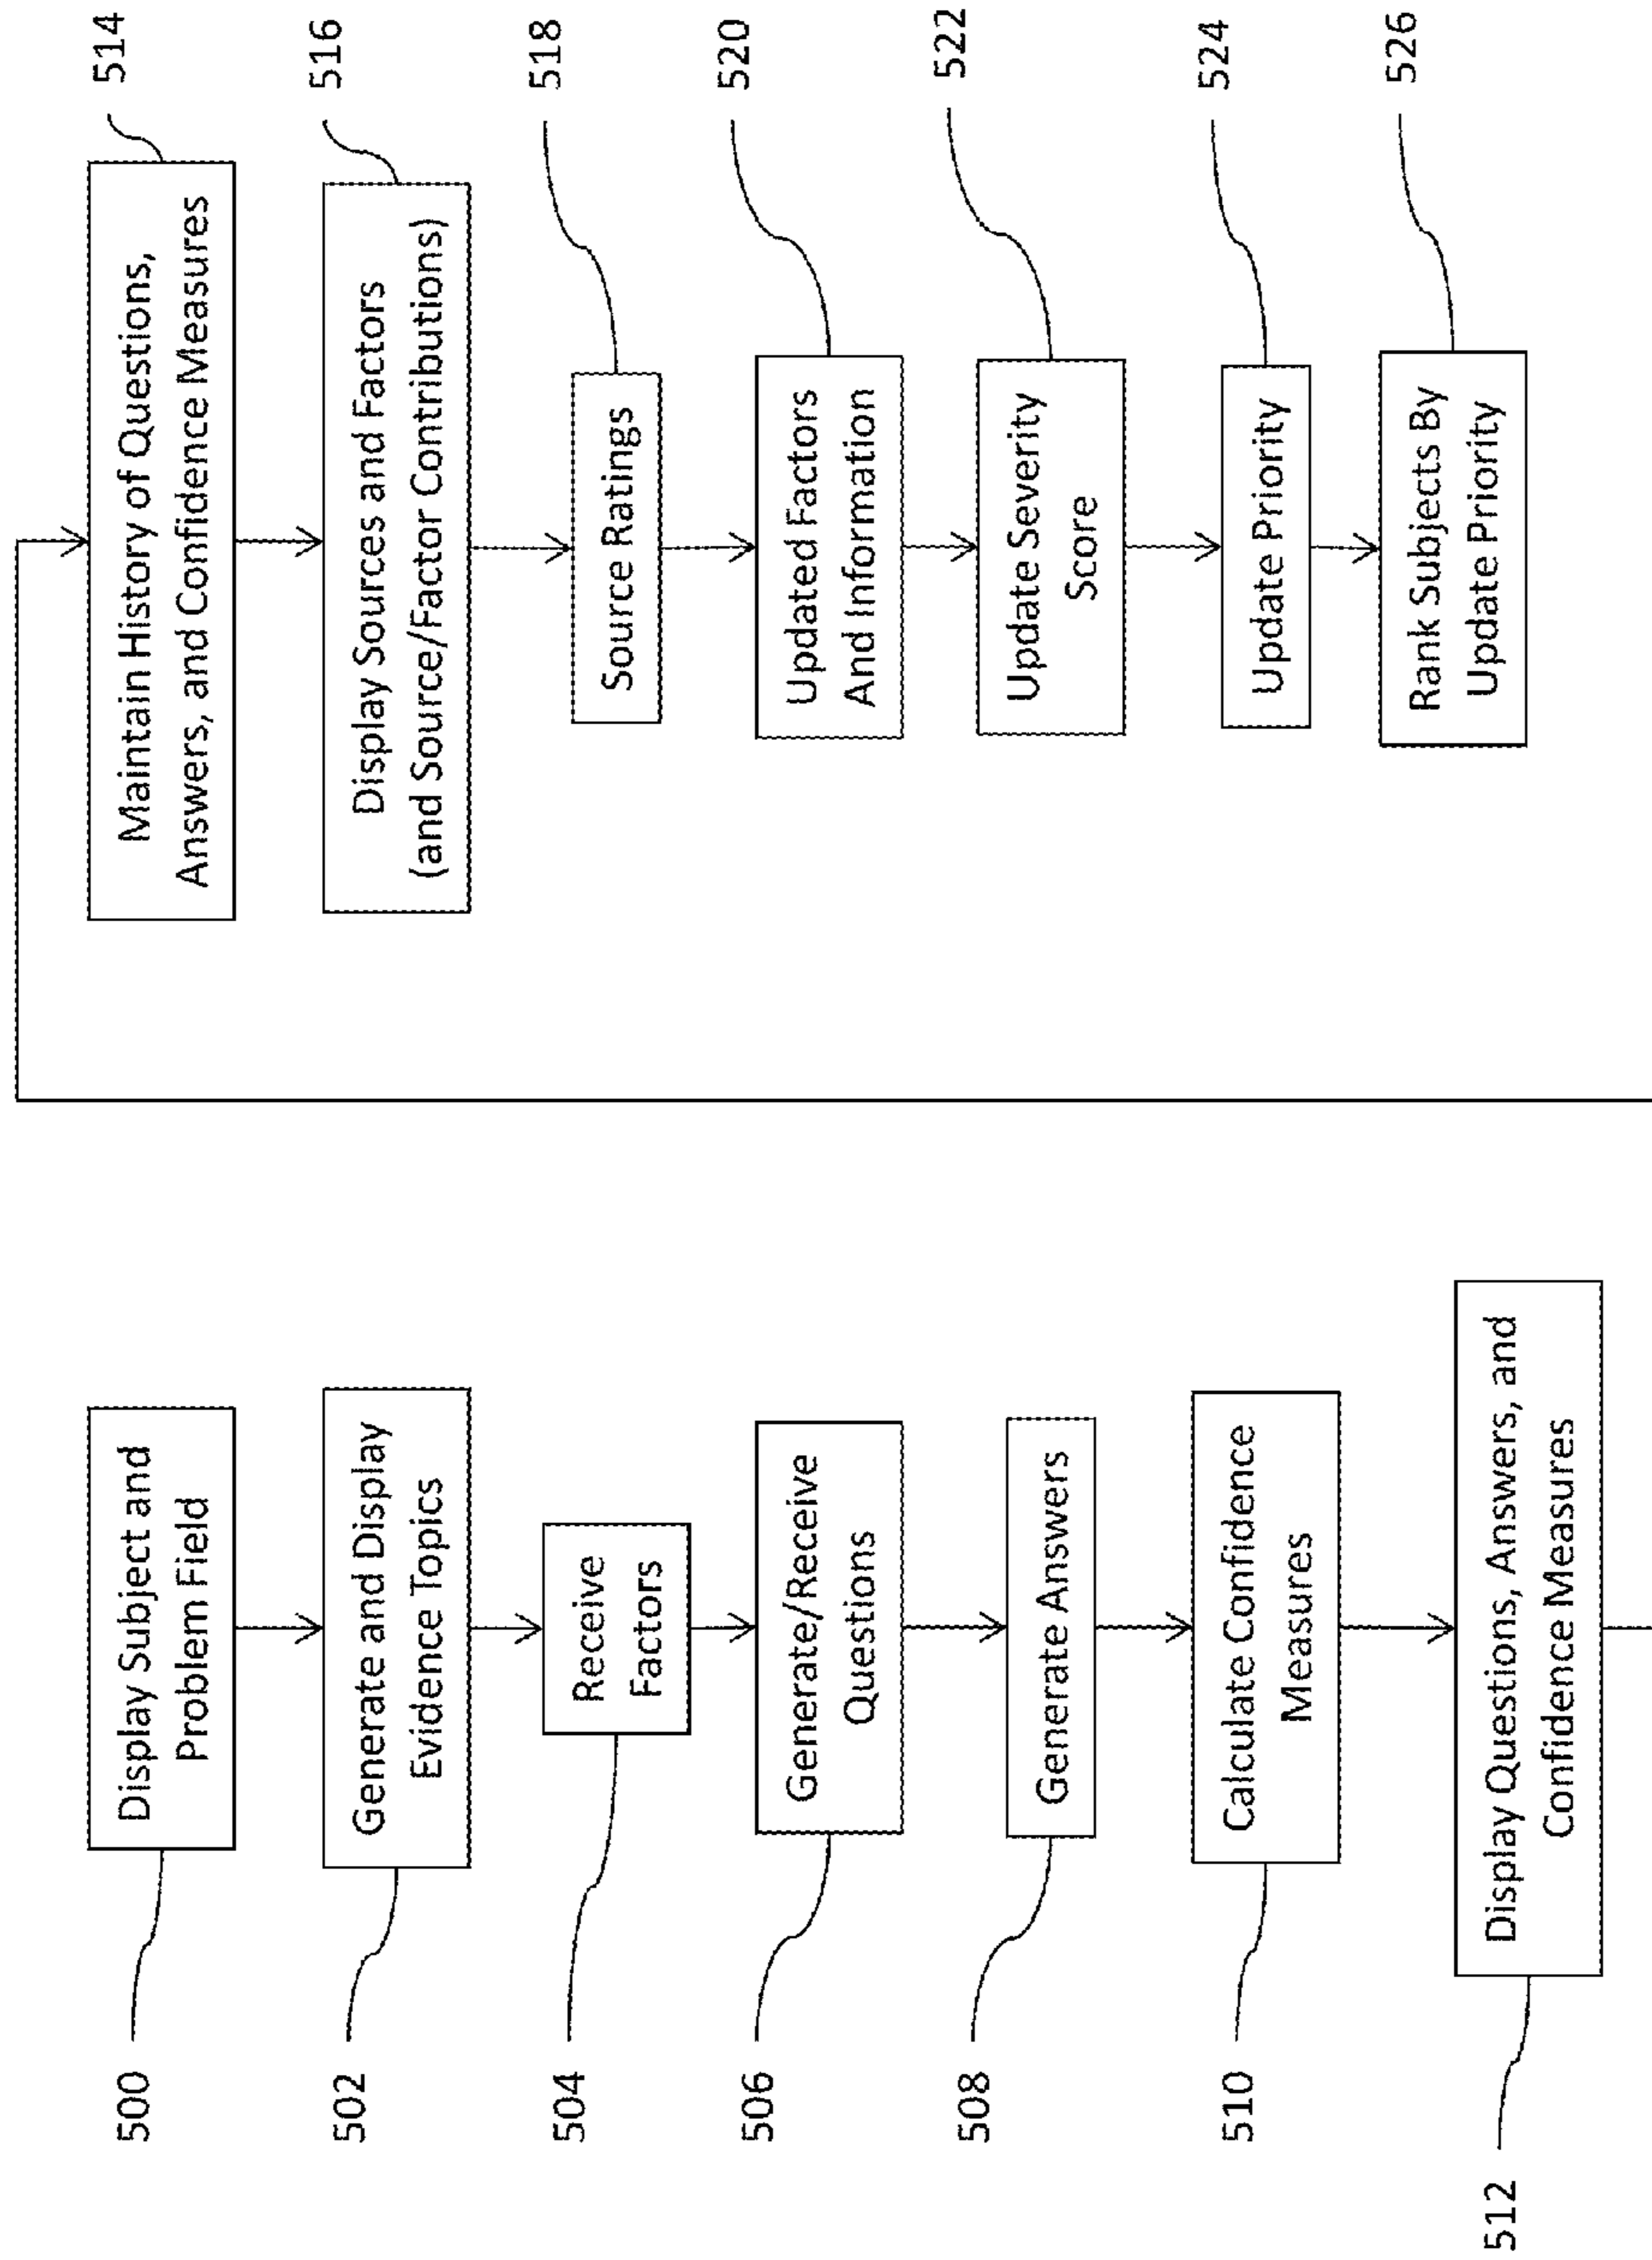 500
Display Subject and
Problem Field
502
Generate and Display
Evidence Topics
504
Receive
Factors
506
Generate/Receive
Questions
508
Generate Answers
510
Calculate Confidence
Measures
512
Display Questions, Answers, and
Confidence Measures
514
Maintain History of Questions,
Answers, and Confidence Measures
516
Display Sources and Factors
(and Source/Factor Contributions)
518
Source Ratings
520
Updated Factors
And Information
522
Update Severity
Score
524
Update Priority
526
Rank Subjects By
Update Priority